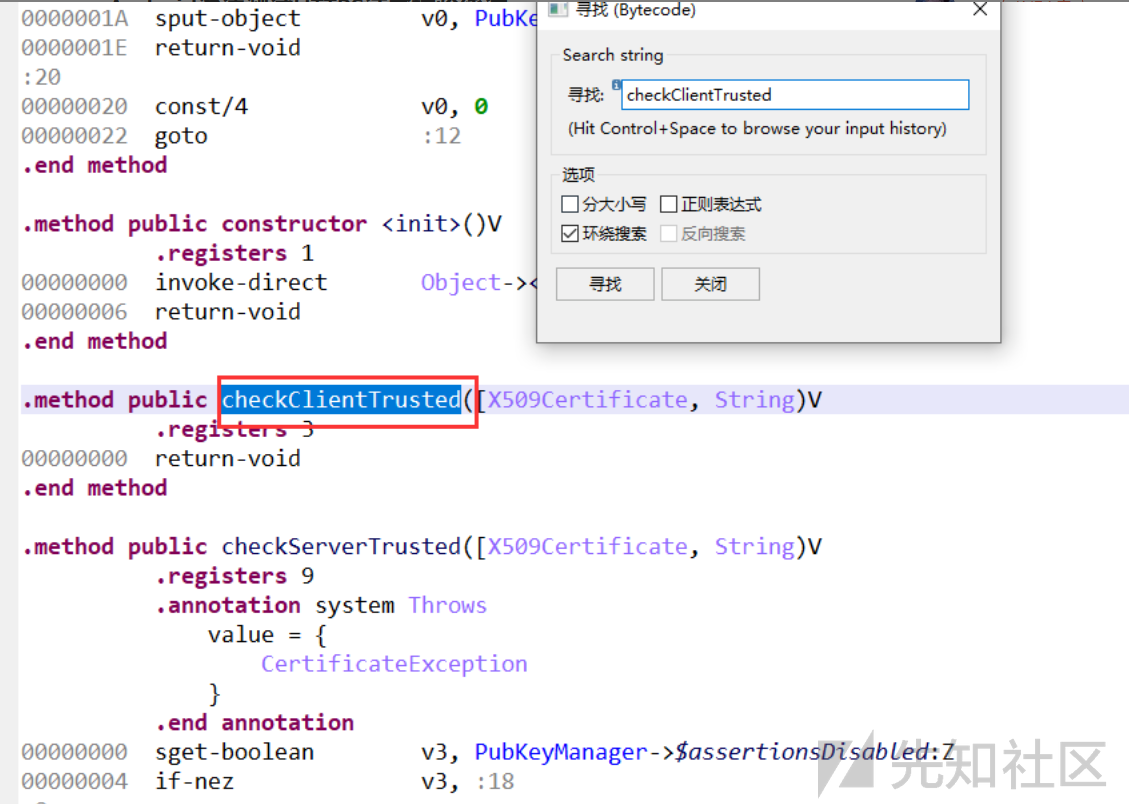 0000001A sput-object v0, PubKe
0000001E return-void
:20
00000020 const/4 v0, 0
00000022 goto :12
.end method
.method public constructor <init>()V
.registers 1
00000000 invoke-direct Object-><
00000006 return-void
.end method
.method public checkClientTrusted([X509Certificate, String)V
.registers 3
00000000 return-void
.end method
.method public checkServerTrusted([X509Certificate, String)V
.registers 9
.annotation system Throws
value = {
CertificateException
}
.end annotation
00000000 sget-boolean v3, PubKeyManager->$assertionsDisabled:Z
00000004 if-nez v3, :18
寻找 (Bytecode)
Search string
寻找: checkClientTrusted
(Hit Control+Space to browse your input history)
选项
分大小写 正则表达式
环绕搜索 反向搜索
寻找 关闭
先知社区